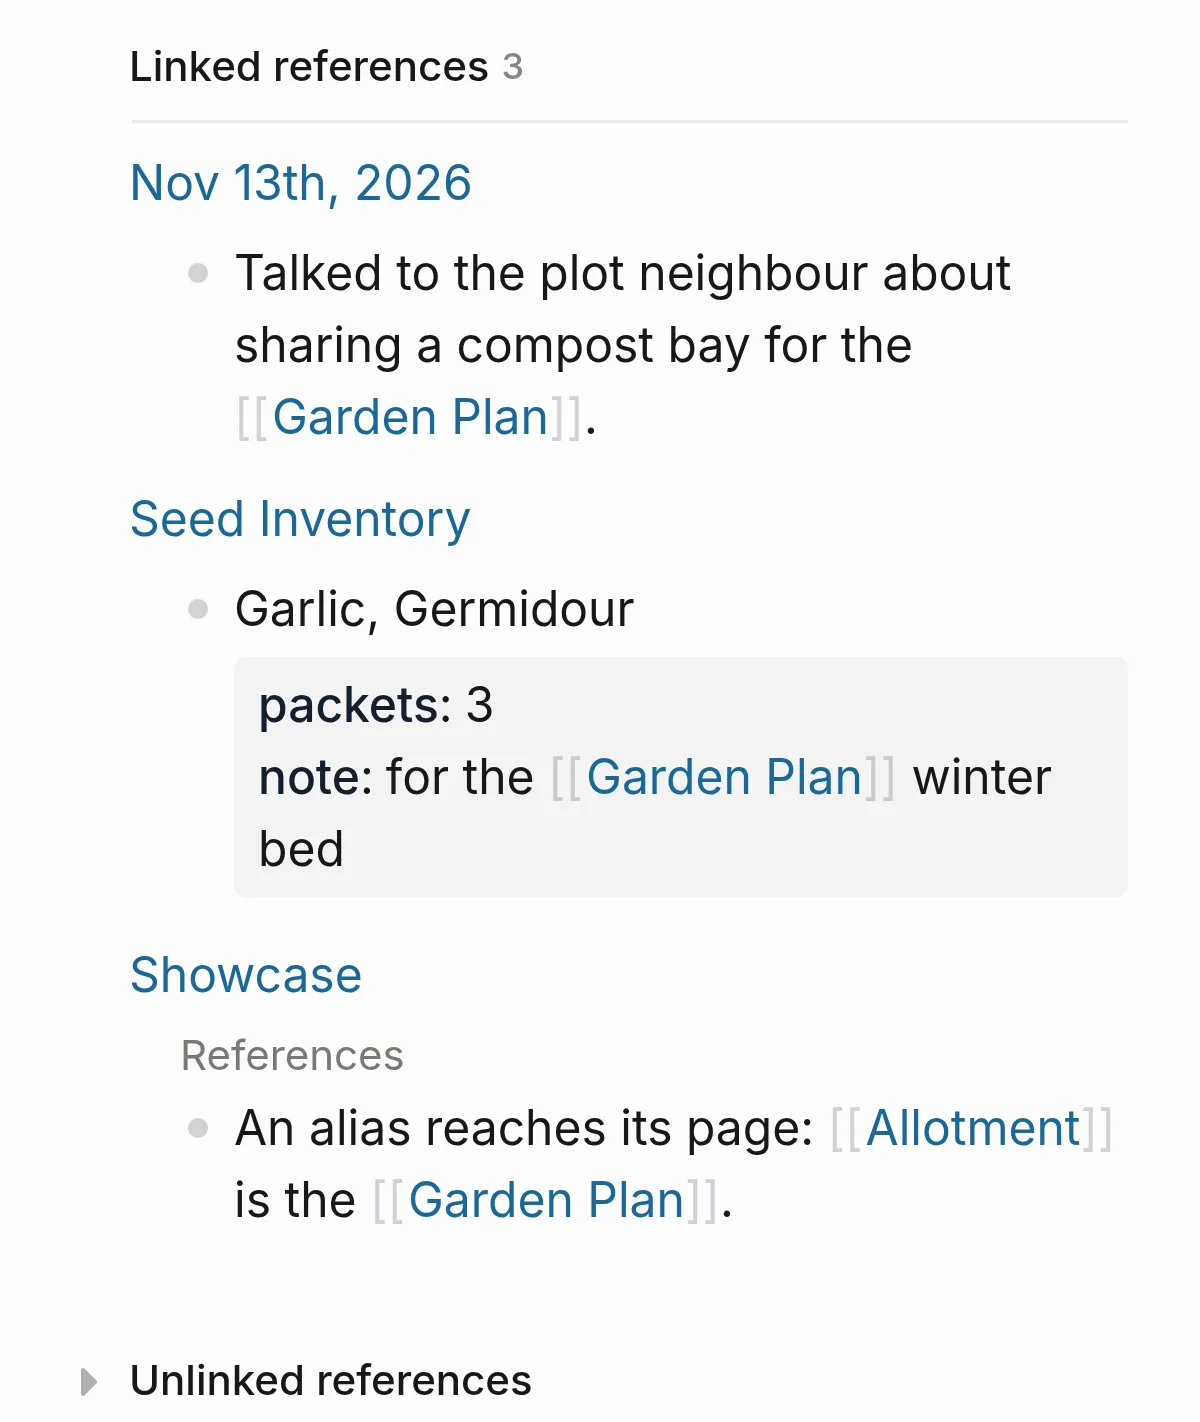 Linked references 3
Nov 13th, 2026
Talked to the plot neighbour about
sharing a compost bay for the
[[Garden Plan]].
Seed Inventory
Garlic, Germidour
packets: 3
note: for the [[Garden Plan]] winter
bed
Showcase
References
An alias reaches its page: [[Allotment]]
is the [[Garden Plan]].
Unlinked references